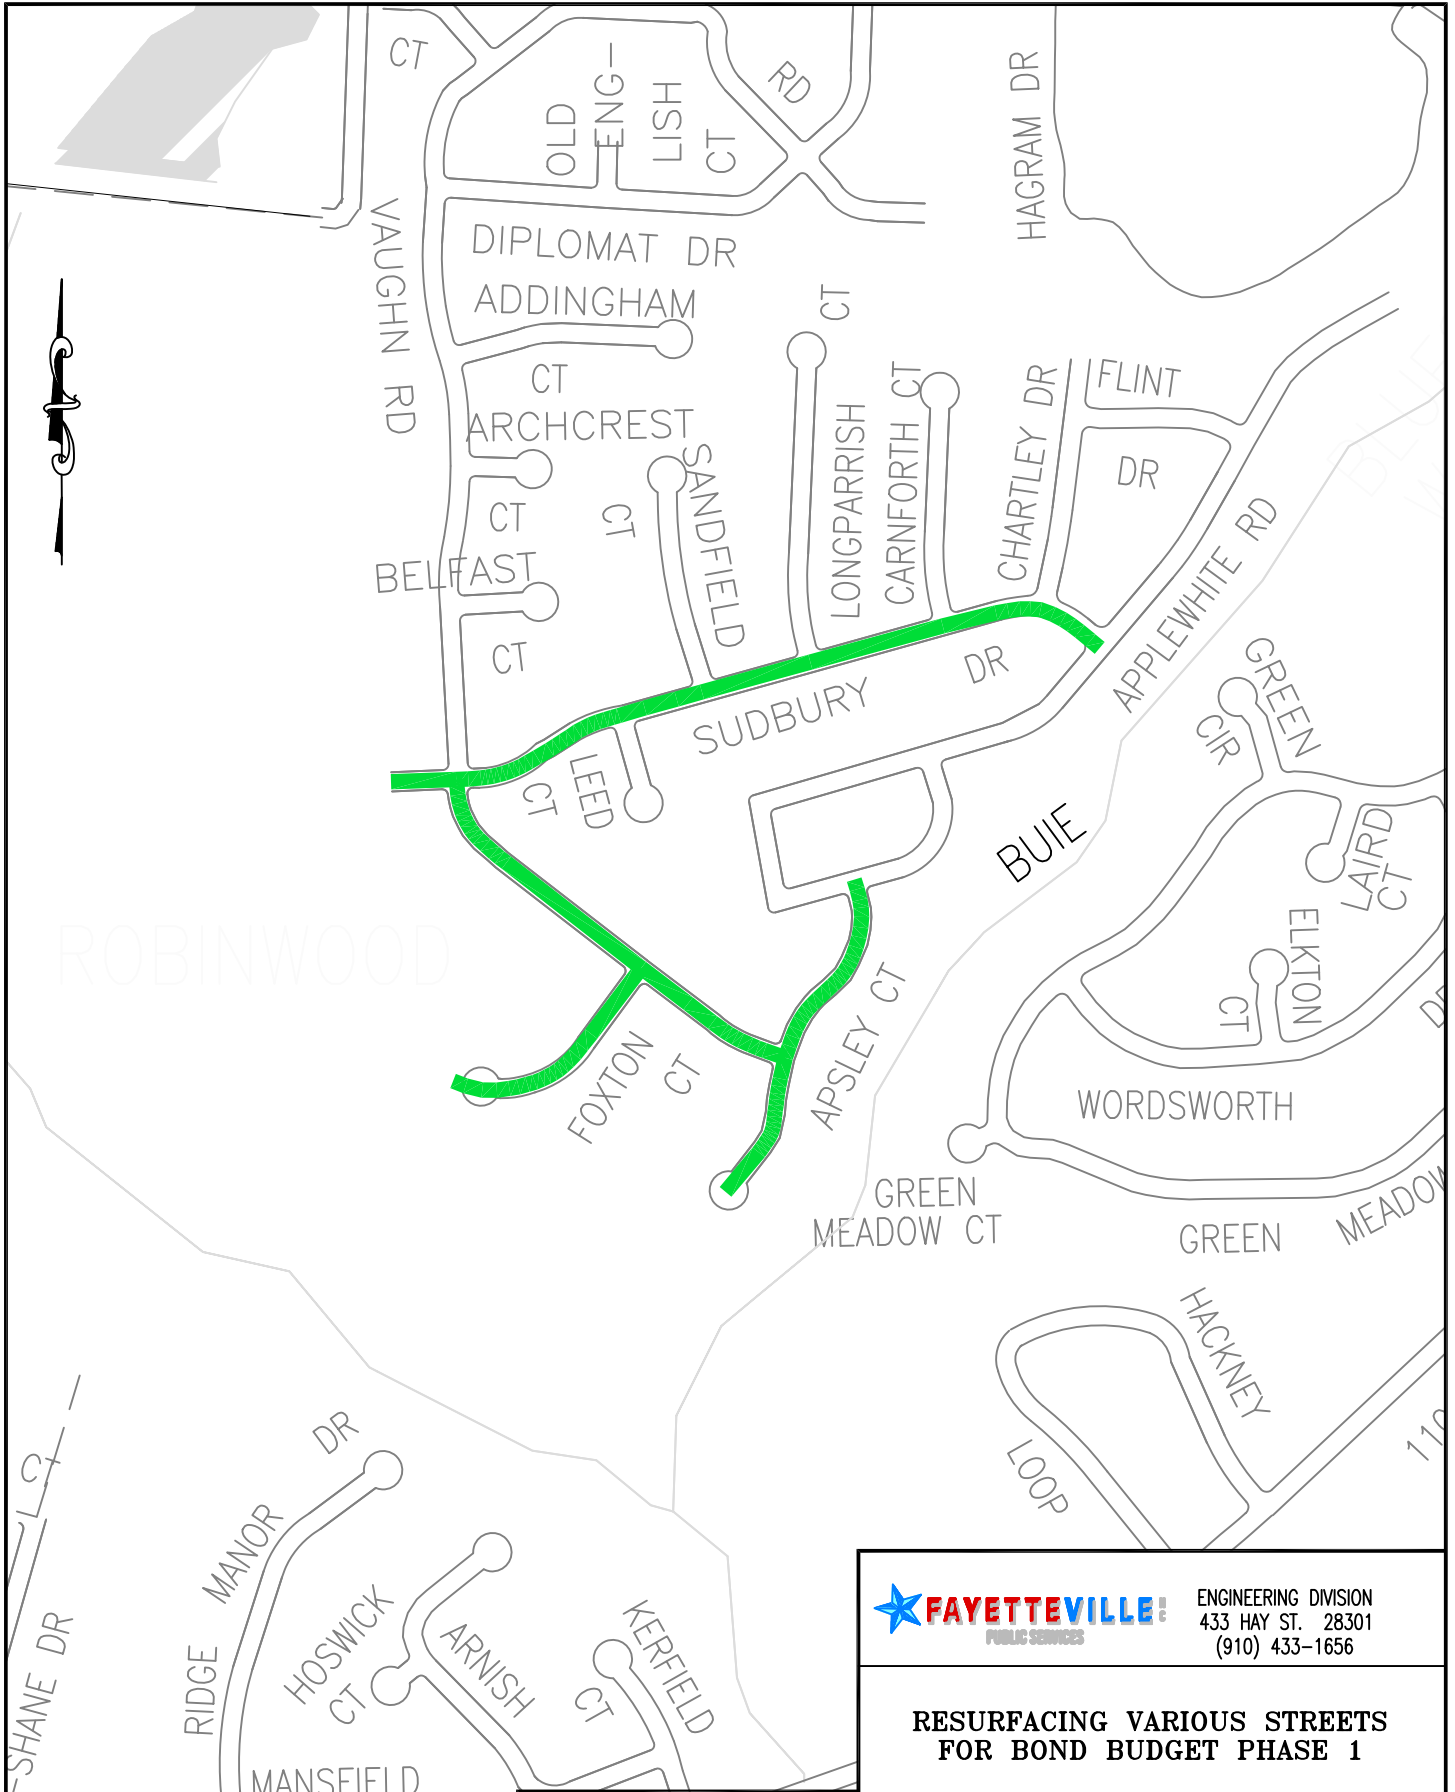 CT
OLD
ENG-
LISH
CT
RD
HAGRAM DR
VAUGHN RD
DIPLOMAT DR
ADDINGHAM
CT
CT
ARCHCREST
CT
BELFAST
CT
SANDFIELD
CT
LONGPARRISH
CARNFORTH CT
CHARTLEY DR
FLINT
DR
APPLEWHITE RD
SUDBURY
DR
LEED
CT
GREEN
CIR
BUIE
LAIRD
CT
ELKTON
CT
ROBINWOOD
FOXTON
CT
APSLEY CT
WORDSWORTH
GREEN
MEADOW CT
GREEN
MEADOW
HACKNEY
LOOP
110
DR
MANOR
RIDGE
SHANE DR
HOSWICK
CT
ARNISH
KERFIELD
CT
MANSFIELD
FAYETTEVILLE
PUBLIC SERVICES
ENGINEERING DIVISION
433 HAY ST. 28301
(910) 433-1656
RESURFACING VARIOUS STREETS
FOR BOND BUDGET PHASE 1